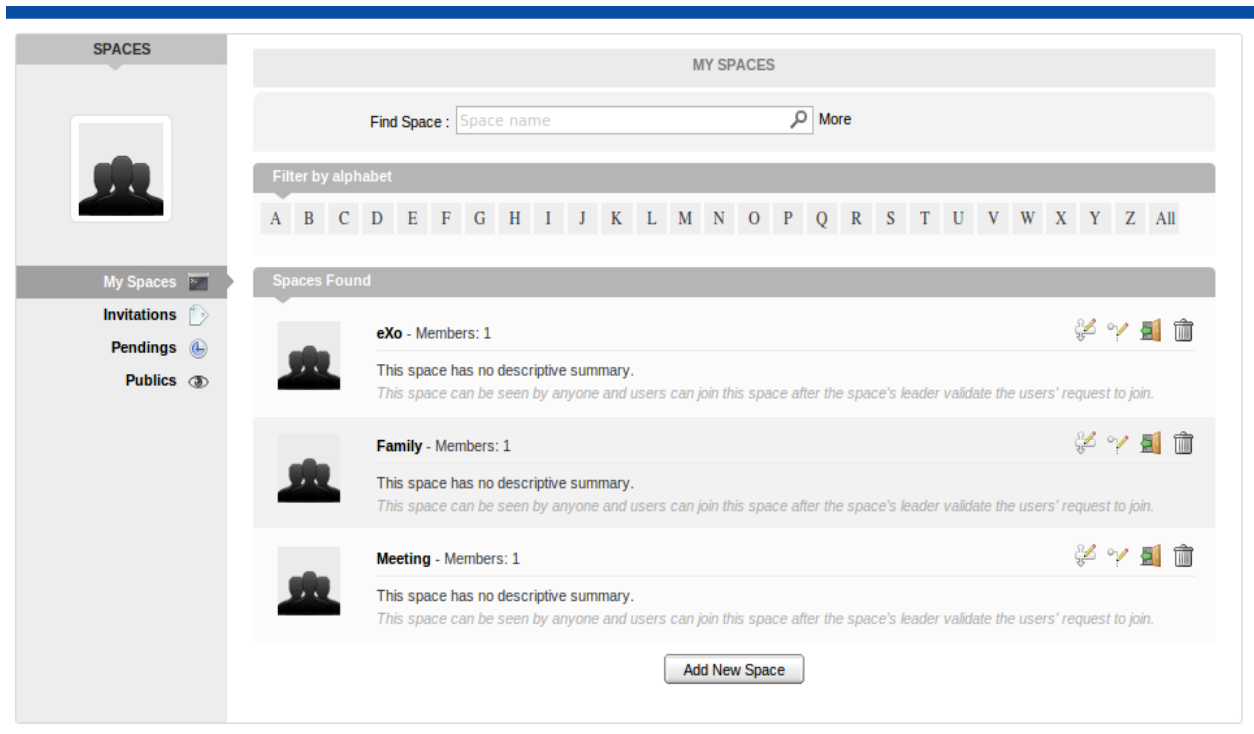 SPACES
MY SPACES
Find Space : Space name More
Filter by alphabet
A B C D E F G H I J K L M N O P Q R S T U V W X Y Z All
My Spaces
Invitations
Pendings
Publics
Spaces Found
eXo - Members: 1
This space has no descriptive summary.
This space can be seen by anyone and users can join this space after the space's leader validate the users' request to join.
Family - Members: 1
This space has no descriptive summary.
This space can be seen by anyone and users can join this space after the space's leader validate the users' request to join.
Meeting - Members: 1
This space has no descriptive summary.
This space can be seen by anyone and users can join this space after the space's leader validate the users' request to join.
Add New Space